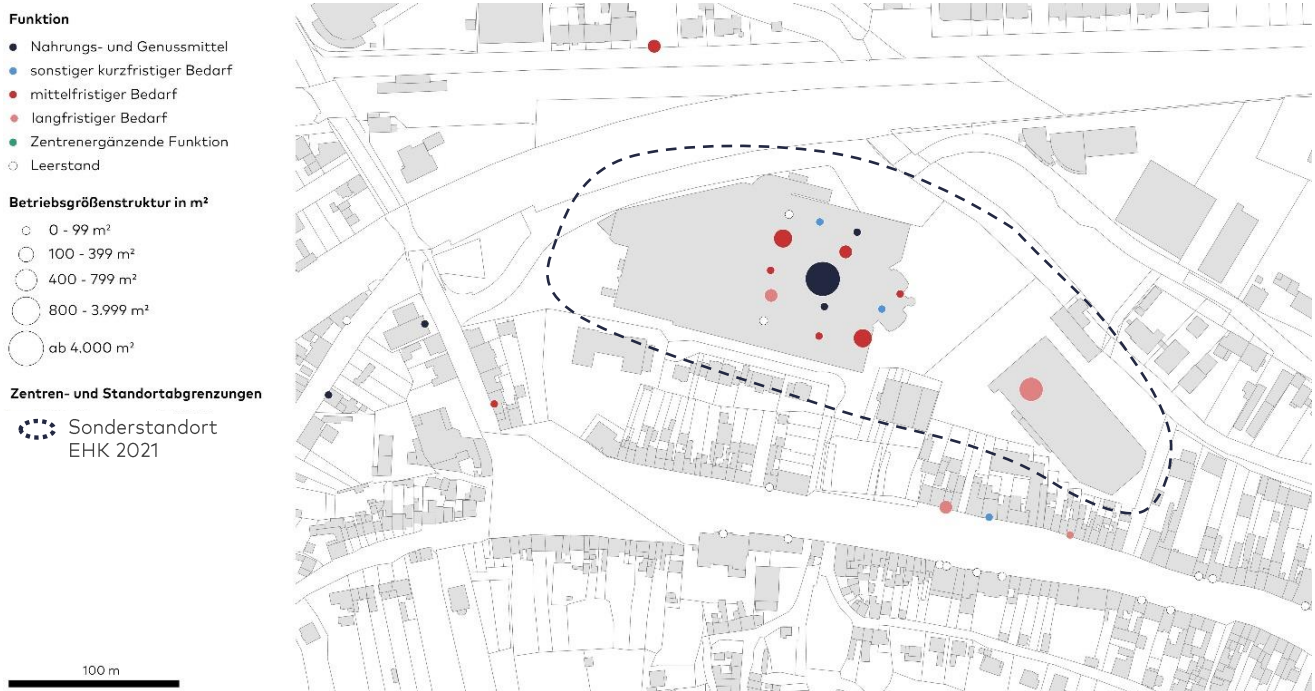 Funktion
Nahrungs- und Genussmittel
sonstiger kurzfristiger Bedarf
mittelfristiger Bedarf
langfristiger Bedarf
Zentrenergänzende Funktion
Leerstand
Betriebsgrößenstruktur in m²
0 - 99 m²
100 - 399 m²
400 - 799 m²
800 - 3.999 m²
ab 4.000 m²
Zentren- und Standortabgrenzungen
Sonderstandort
EHK 2021
100 m